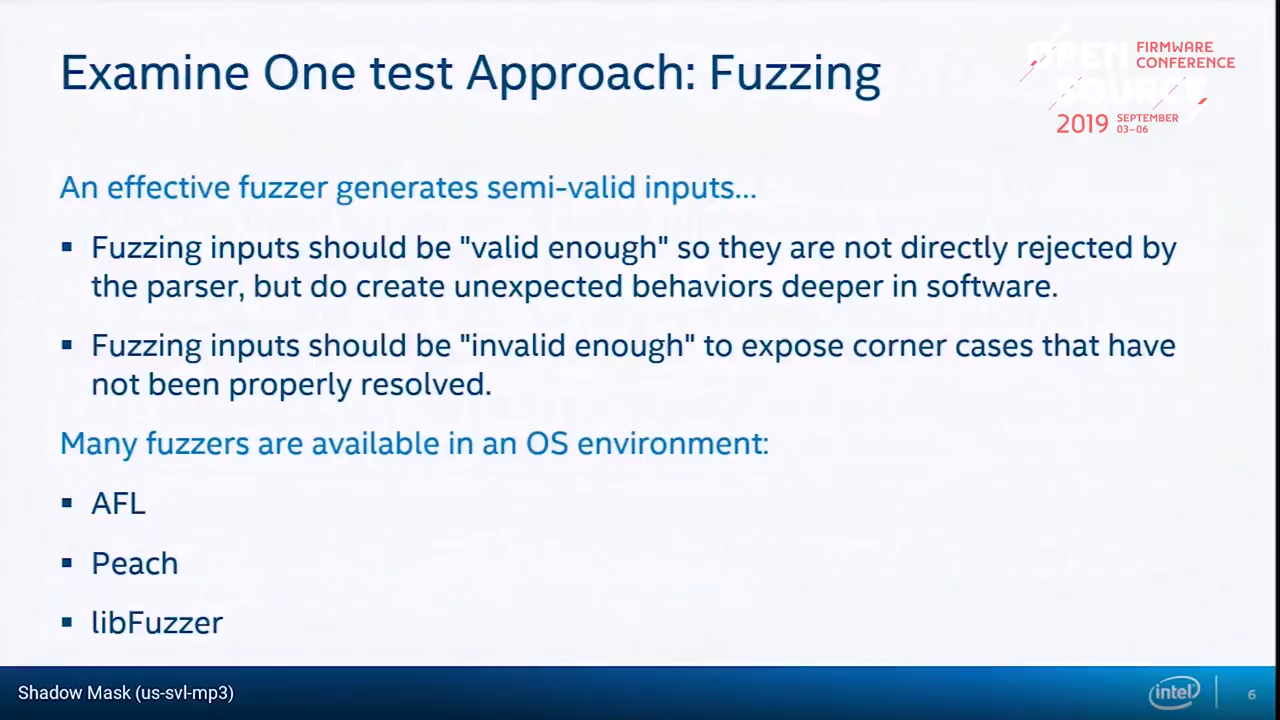 Examine One test Approach: Fuzzing
OPEN SOURCE
FIRMWARE
CONFERENCE
2019
SEPTEMBER
03–06
An effective fuzzer generates semi-valid inputs...
▪ Fuzzing inputs should be "valid enough" so they are not directly rejected by
the parser, but do create unexpected behaviors deeper in software.
▪ Fuzzing inputs should be "invalid enough" to expose corner cases that have
not been properly resolved.
Many fuzzers are available in an OS environment:
▪ AFL
▪ Peach
▪ libFuzzer
Shadow Mask (us-svl-mp3)
intel
6